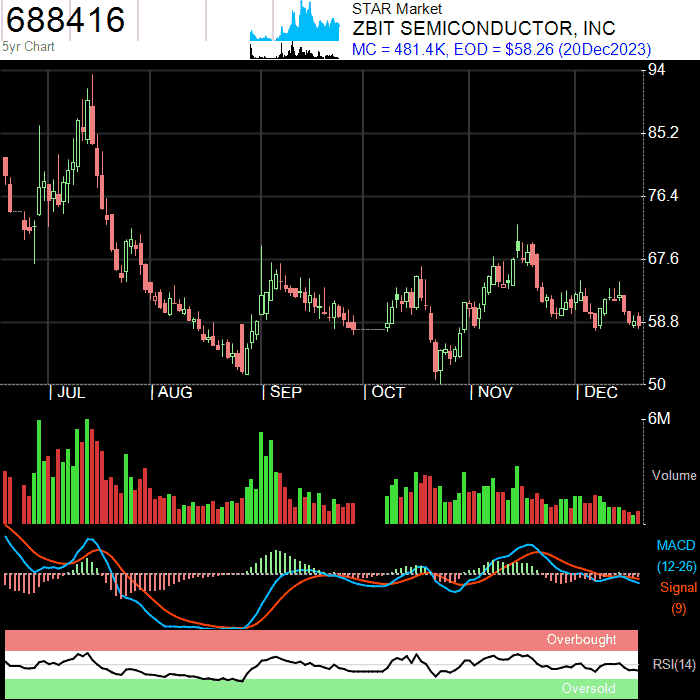 688416
5yr Chart
STAR Market
ZBIT SEMICONDUCTOR, INC
MC = 481.4K, EOD = $58.26 (20Dec2023)
94
85.2
76.4
67.6
58.8
50
| JUL | AUG | SEP | OCT | NOV | DEC
6M
Volume
MACD
(12-26)
Signal
(9)
Overbought
RSI(14)
Oversold